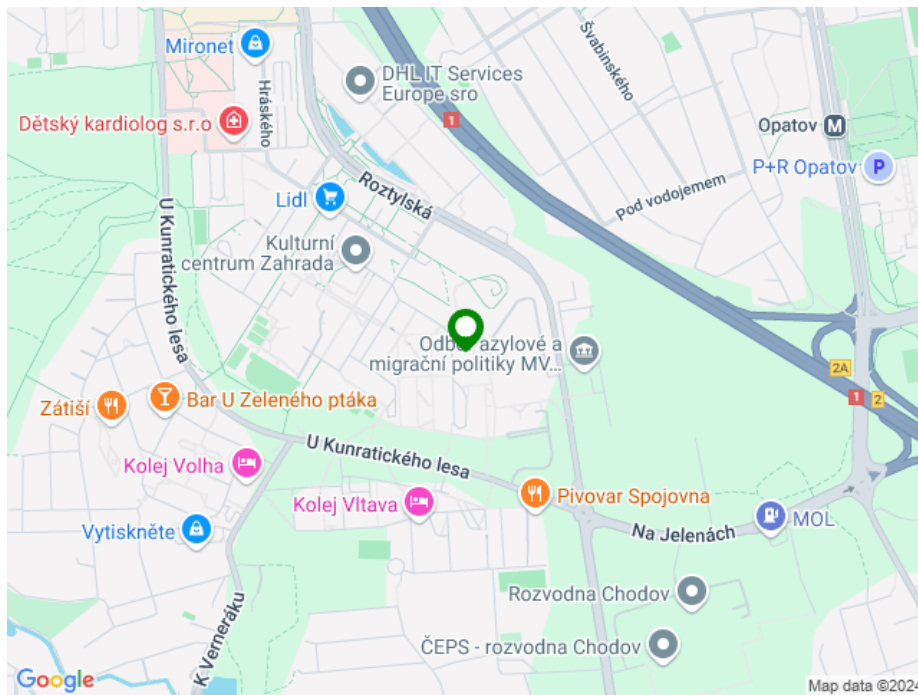 Mironet
Hráského
Dětský kardiolog s.r.o
DHL IT Services
Europe sro
Švabinského
1
Opatov M
P+R Opatov P
Lidl
Roztylská
Pod vodojemem
U Kunratického lesa
Kulturní
centrum Zahrada
Odbor azylové a
migrační politiky MV...
2A
1
2
Zátiší
Bar U Zeleného ptáka
U Kunratického lesa
Kolej Volha
Kolej Vltava
Pivovar Spojovna
Vytiskněte
Na Jelenách
MOL
K Verneráku
Rozvodna Chodov
ČEPS - rozvodna Chodov
Google
Map data ©2024